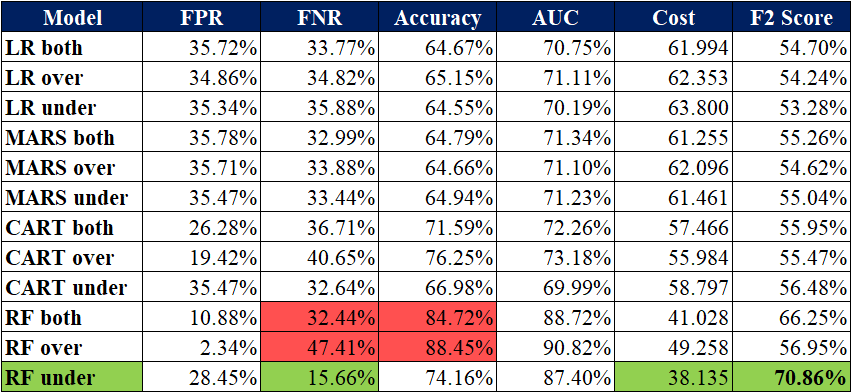 Model FPR FNR Accuracy AUC Cost F2 Score
LR both 35.72% 33.77% 64.67% 70.75% 61.994 54.70%
LR over 34.86% 34.82% 65.15% 71.11% 62.353 54.24%
LR under 35.34% 35.88% 64.55% 70.19% 63.800 53.28%
MARS both 35.78% 32.99% 64.79% 71.34% 61.255 55.26%
MARS over 35.71% 33.88% 64.66% 71.10% 62.096 54.62%
MARS under 35.47% 33.44% 64.94% 71.23% 61.461 55.04%
CART both 26.28% 36.71% 71.59% 72.26% 57.466 55.95%
CART over 19.42% 40.65% 76.25% 73.18% 55.984 55.47%
CART under 35.47% 32.64% 66.98% 69.99% 58.797 56.48%
RF both 10.88% 32.44% 84.72% 88.72% 41.028 66.25%
RF over 2.34% 47.41% 88.45% 90.82% 49.258 56.95%
RF under 28.45% 15.66% 74.16% 87.40% 38.135 70.86%